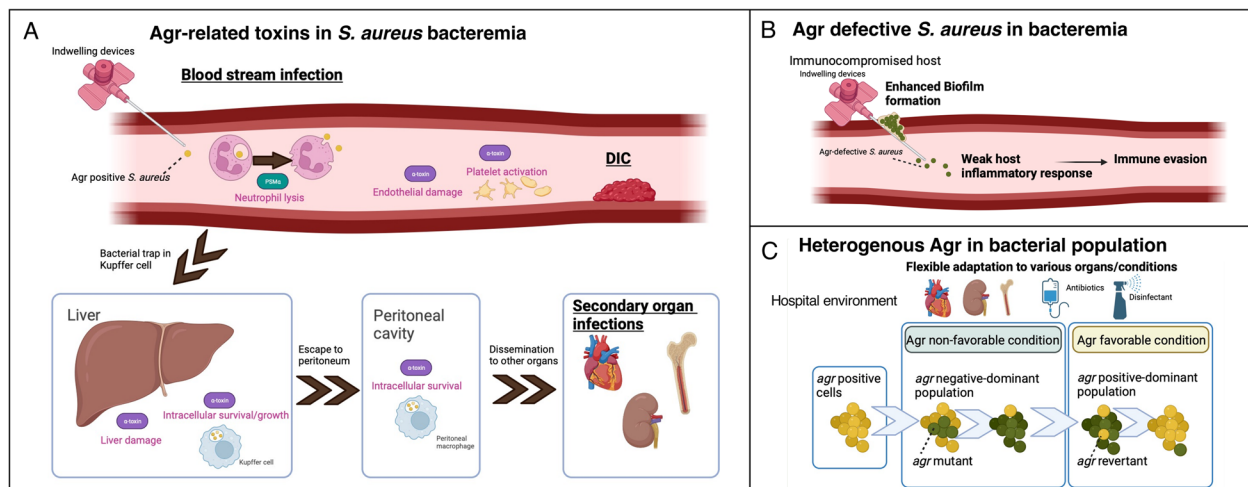 A
Agr-related toxins in S. aureus bacteremia
Indwelling devices
Blood stream infection
Agr positive S. aureus
PSMα
Neutrophil lysis
α-toxin
Endothelial damage
α-toxin
Platelet activation
DIC
Bacterial trap in
Kupffer cell
Liver
α-toxin
Liver damage
α-toxin
Intracellular survival/growth
Kupffer cell
Escape to
peritoneum
Peritoneal
cavity
α-toxin
Intracellular survival
Peritoneal
macrophage
Dissemination
to other organs
Secondary organ
infections
B
Agr defective S. aureus in bacteremia
Immunocompromised host
Indwelling devices
Enhanced Biofilm
formation
Agr-defective S. aureus
Weak host
inflammatory response
Immune evasion
C
Heterogenous Agr in bacterial population
Flexible adaptation to various organs/conditions
Hospital environment
Antibiotics
Disinfectant
Agr non-favorable condition
Agr favorable condition
agr positive
cells
agr negative-dominant
population
agr mutant
agr positive-dominant
population
agr revertant